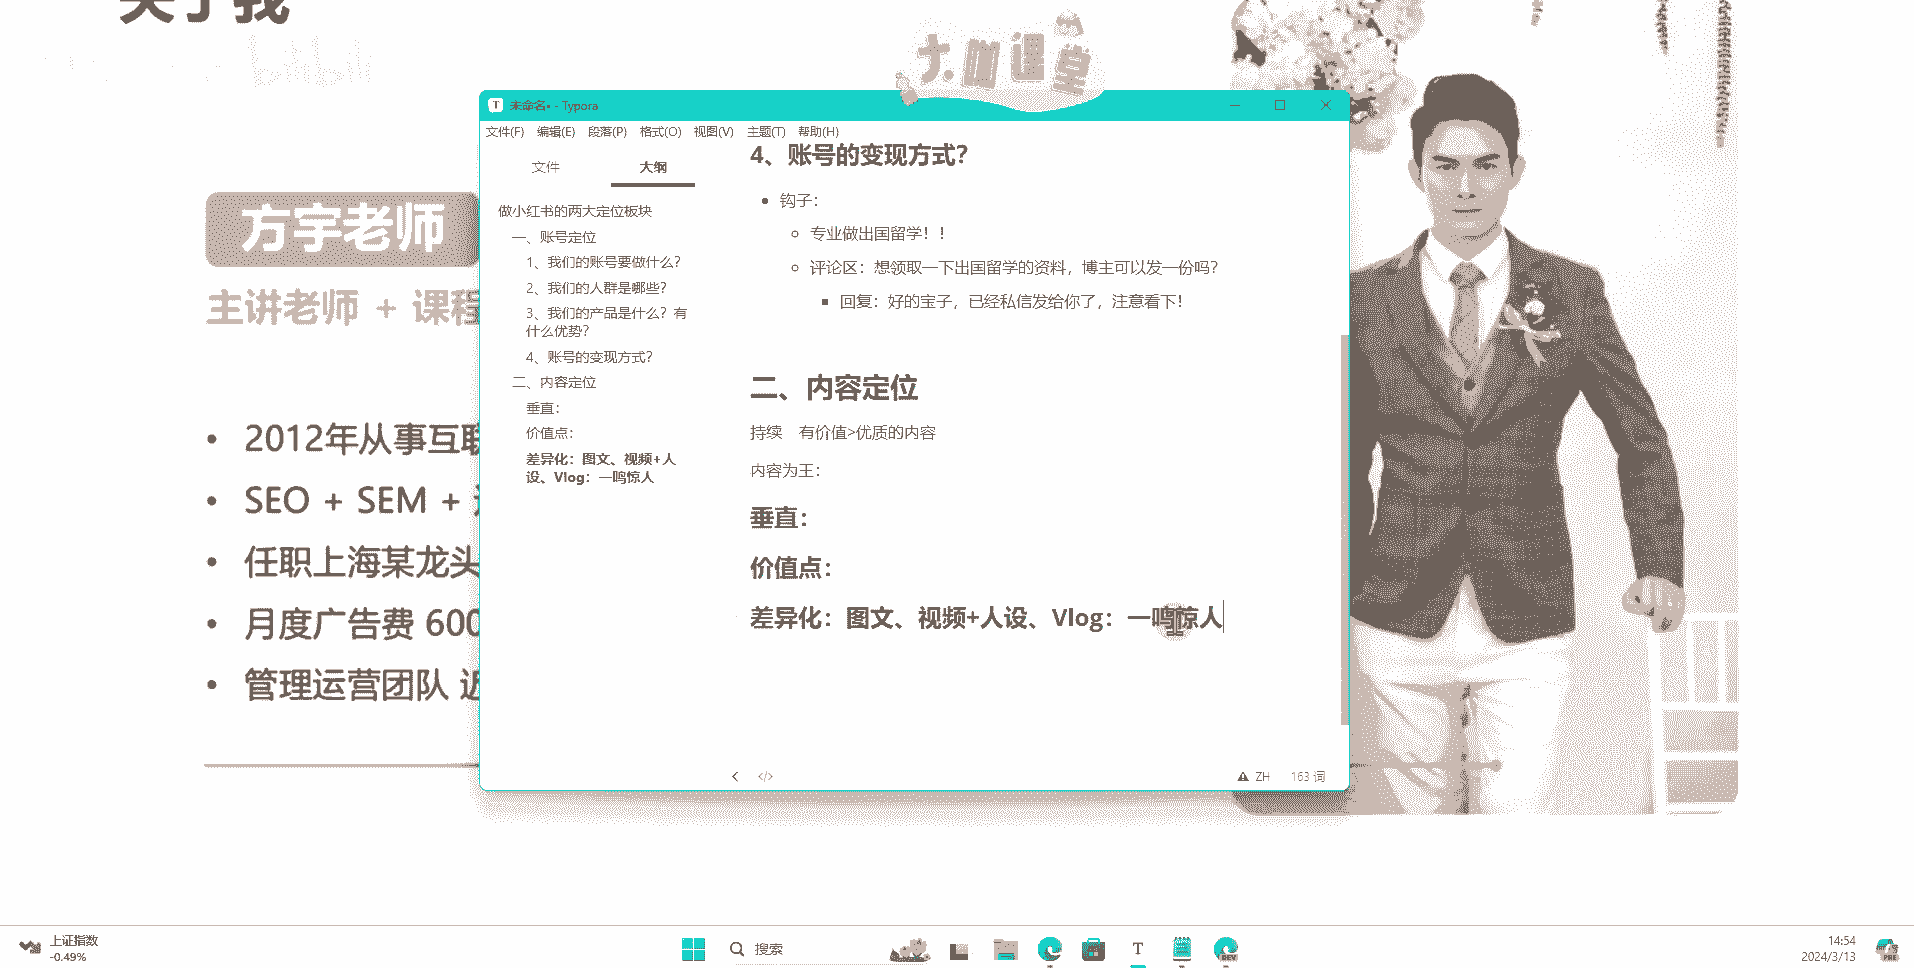 关于我
bilibili
大咖课堂
未命名• - Typora
文件(F) 编辑(E) 段落(P) 格式(O) 视图(V) 主题(T) 帮助(H)
文件 大纲
做小红书的两大定位板块
一、账号定位
1、我们的账号要做什么?
2、我们的人群是哪些?
3、我们的产品是什么?有
什么优势?
4、账号的变现方式?
二、内容定位
垂直:
价值点:
差异化:图文、视频+人
设、Vlog:一鸣惊人
4、账号的变现方式?
钩子:
专业做出国留学!!
评论区:想领取一下出国留学的资料,博主可以发一份吗?
回复:好的宝子,已经私信发给你了,注意看下!
二、内容定位
持续 有价值>优质的内容
内容为王:
垂直:
价值点:
差异化:图文、视频+人设、Vlog:一鸣惊人
</> ZH 163 词
方宇老师
主讲老师 + 课程
2012年从事互联
SEO + SEM +
任职上海某龙头
月度广告费 600
管理运营团队 近
上证指数
-0.49%
搜索
T
DEV
14:54
2024/3/13
PRE